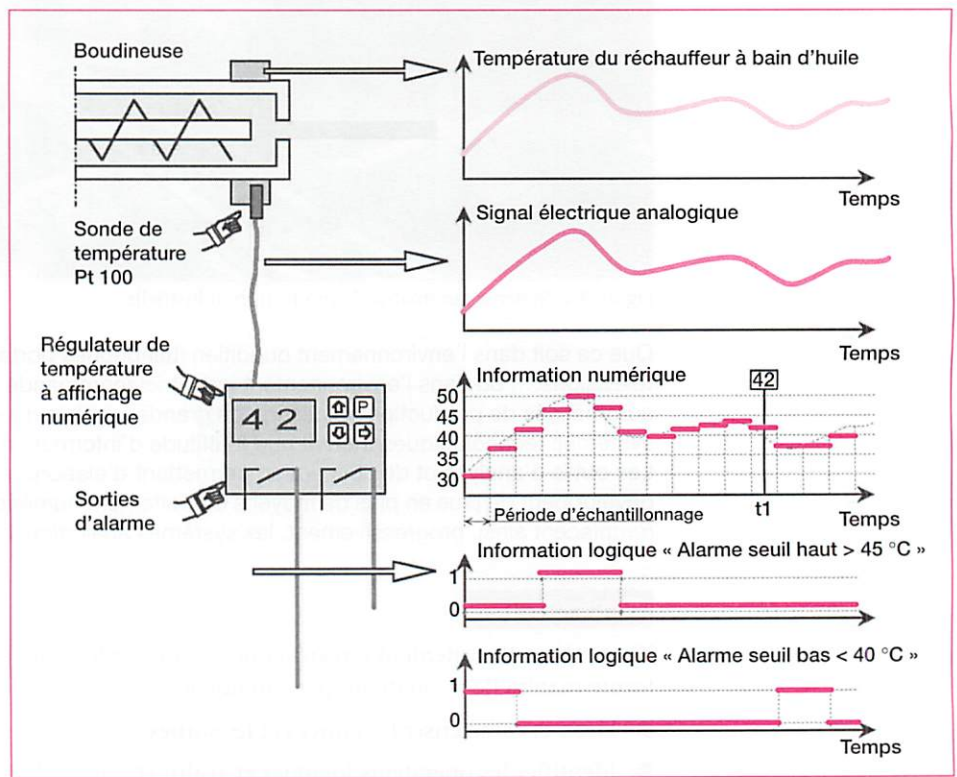 Boudineuse
Température du réchauffeur à bain d'huile
Temps
Signal électrique analogique
Sonde de
température
Pt 100
Temps
Régulateur de
température
à affichage
numérique
42
P
Information numérique
42
50
45
40
35
30
Période d'échantillonnage
t1
Temps
Sorties
d'alarme
Information logique « Alarme seuil haut > 45 °C »
1
0
Information logique « Alarme seuil bas < 40 °C »
1
0
Temps